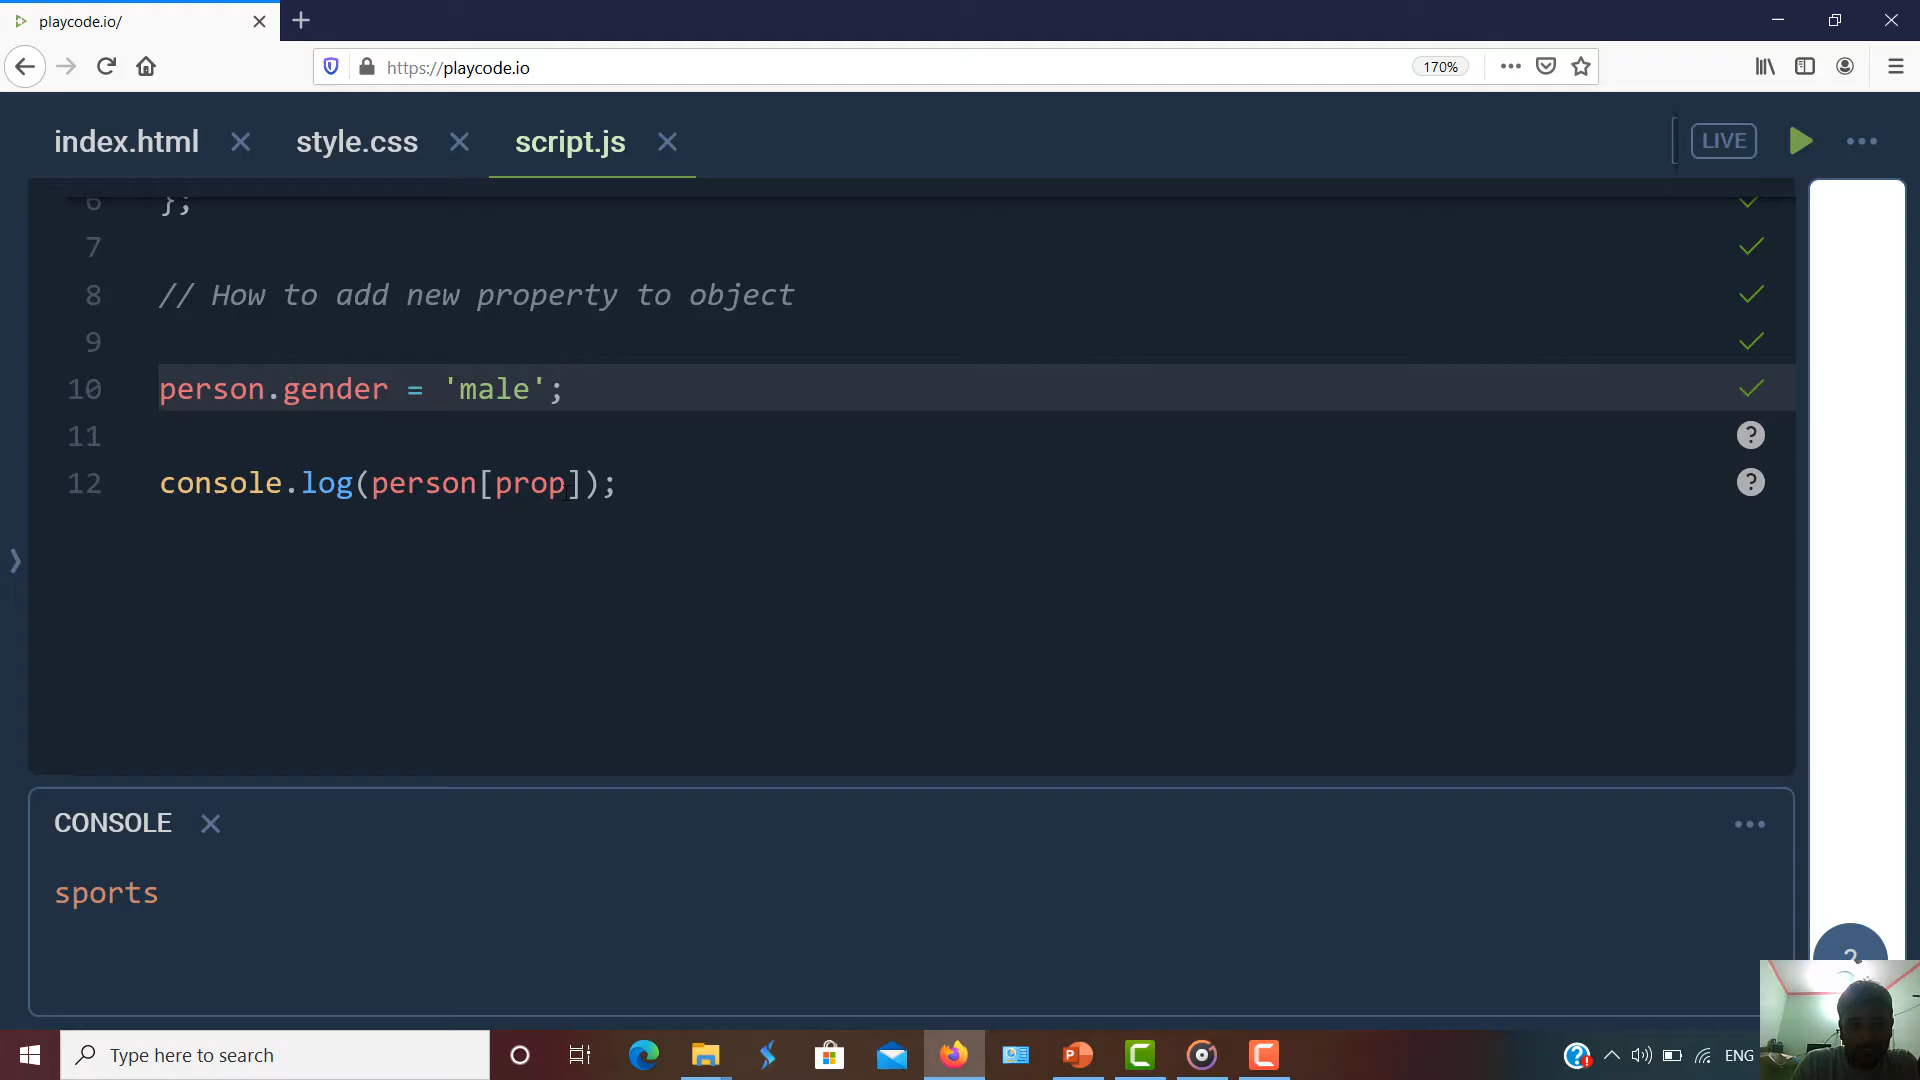 playcode.io/
https://playcode.io
170%
index.html
style.css
script.js
LIVE
6 };
7
8 // How to add new property to object
9
10 person.gender = 'male';
11
12 console.log(person[prop]);
CONSOLE
sports
Type here to search
ENG